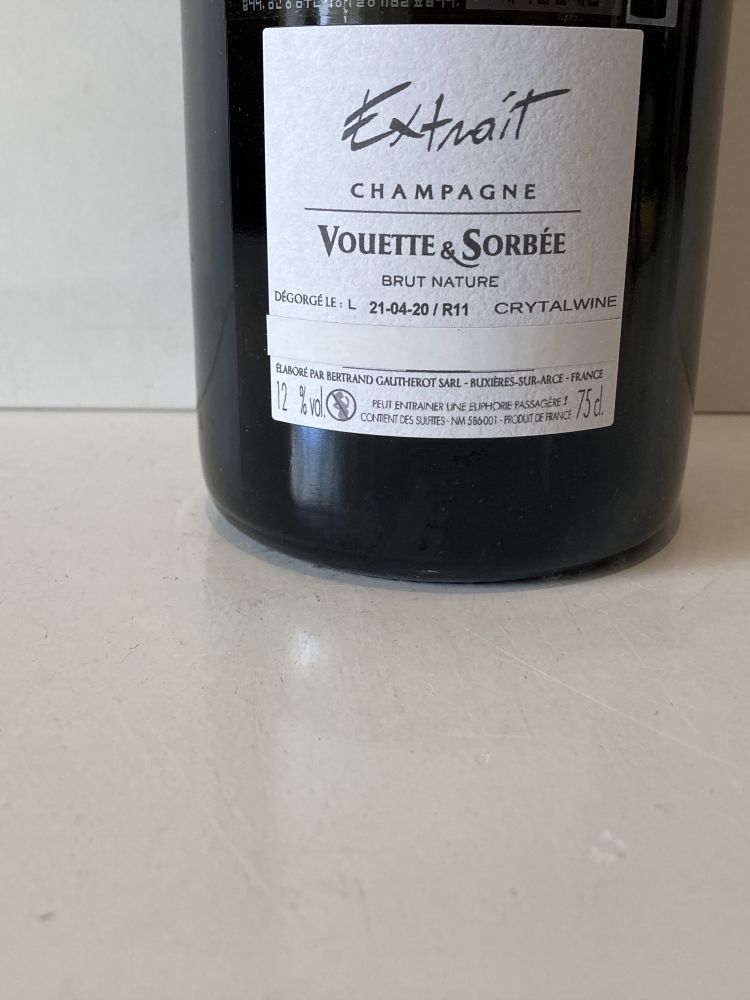 Extrait
CHAMPAGNE
VOUETTE & SORBÉE
BRUT NATURE
DÉGORGÉ LE : L 21-04-20 / R11 CRYTALWINE
ÉLABORÉ PAR BERTRAND GAUTHEROT SARL - BUXIÈRES-SUR-ARCE - FRANCE
12 % vol. PEUT ENTRAINER UNE EUPHORIE PASSAGÈRE ! 75 cl.
CONTIENT DES SULFITES - NM 586-001 - PRODUIT DE FRANCE